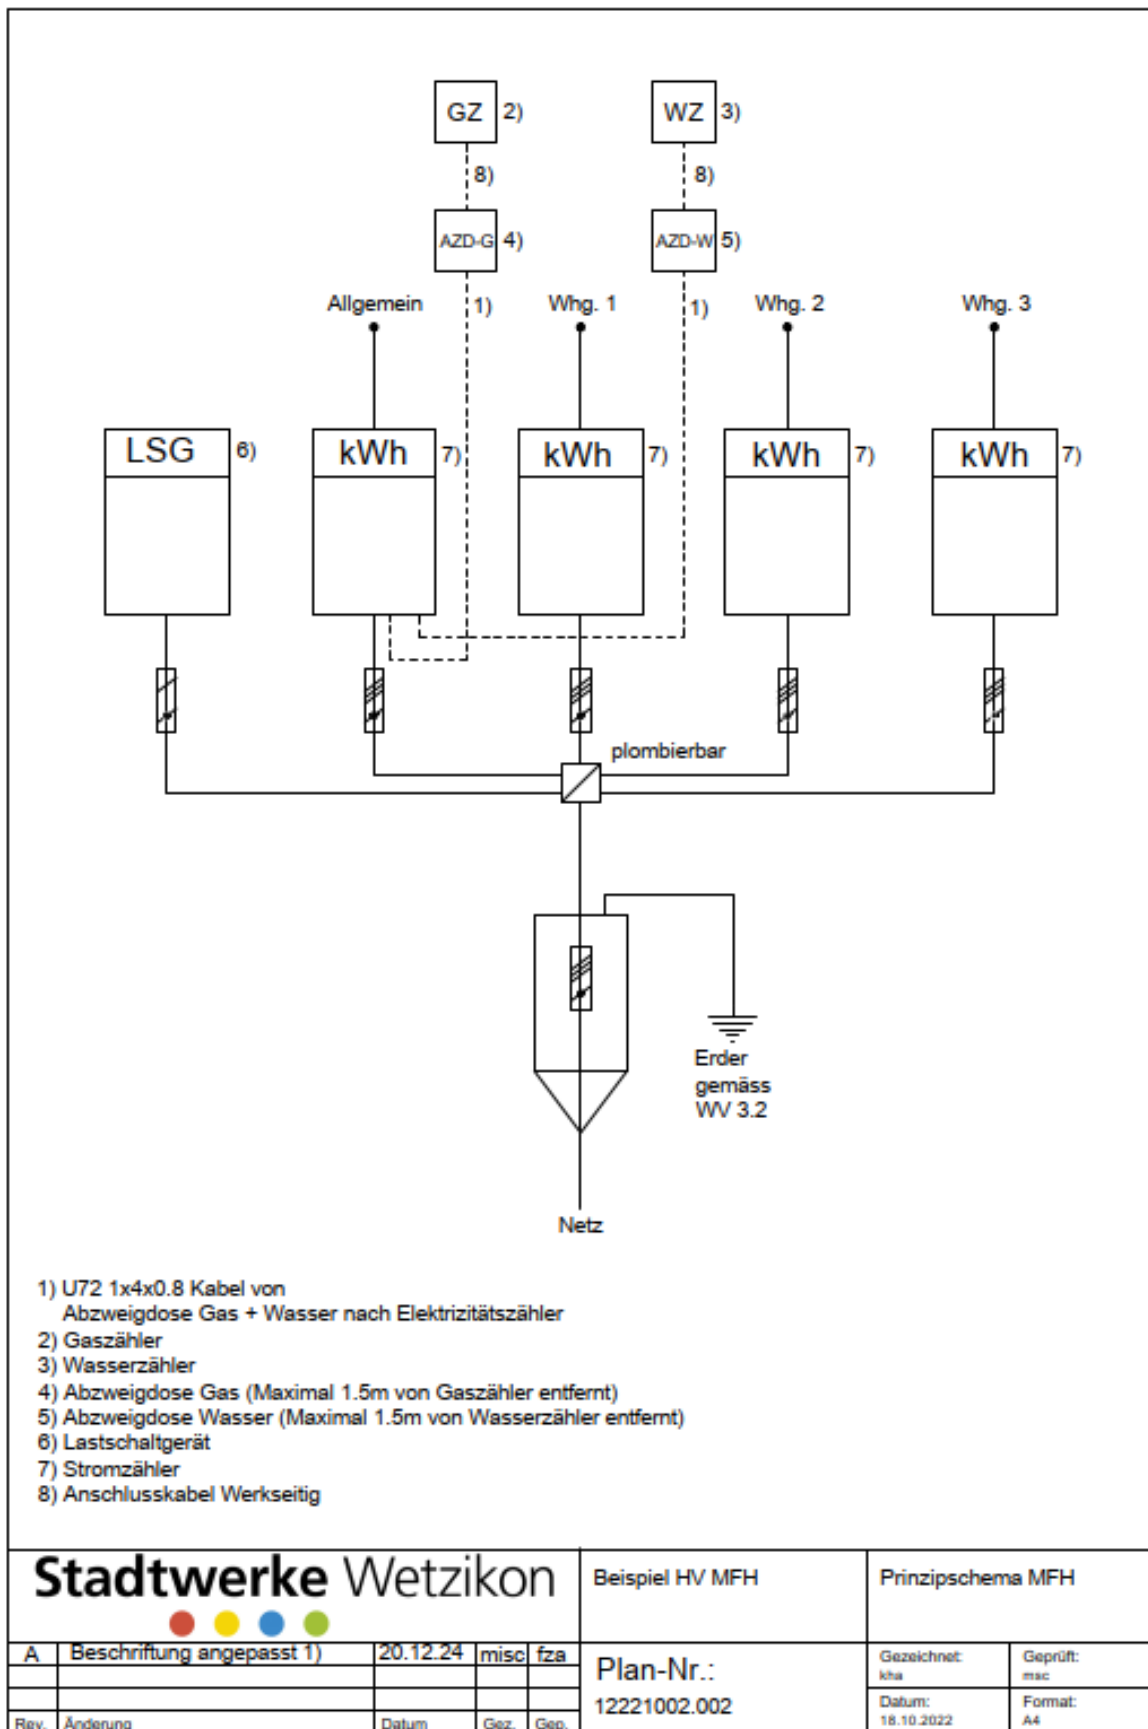 GZ 2)
WZ 3)
8)
8)
AZD-G 4)
AZD-W 5)
Allgemein
1)
Whg. 1
1)
Whg. 2
Whg. 3
LSG 6)
kWh 7)
kWh 7)
kWh 7)
kWh 7)
plombierbar
Erder
gemäss
WV 3.2
Netz
1) U72 1x4x0.8 Kabel von
Abzweigdose Gas + Wasser nach Elektrizitätszähler
2) Gaszähler
3) Wasserzähler
4) Abzweigdose Gas (Maximal 1.5m von Gaszähler entfernt)
5) Abzweigdose Wasser (Maximal 1.5m von Wasserzähler entfernt)
6) Lastschaltgerät
7) Stromzähler
8) Anschlusskabel Werkseitig
Stadtwerke Wetzikon
Beispiel HV MFH
Prinzipschema MFH
A Beschriftung angepasst 1) 20.12.24 misc fza
Plan-Nr.:
12221002.002
Gezeichnet:
kha
Geprüft:
msc
Datum:
18.10.2022
Format:
A4
Rev. Änderung Datum Gez. Gep.